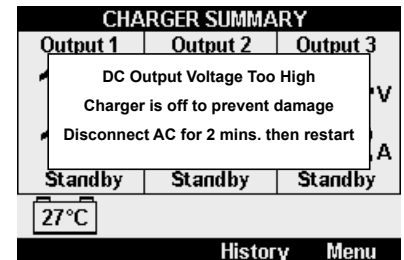 CHARGER SUMMARY
Output 1 Output 2 Output 3
DC Output Voltage Too High
Charger is off to prevent damage
Disconnect AC for 2 mins. then restart
V
A
Standby Standby Standby
27°C
History Menu